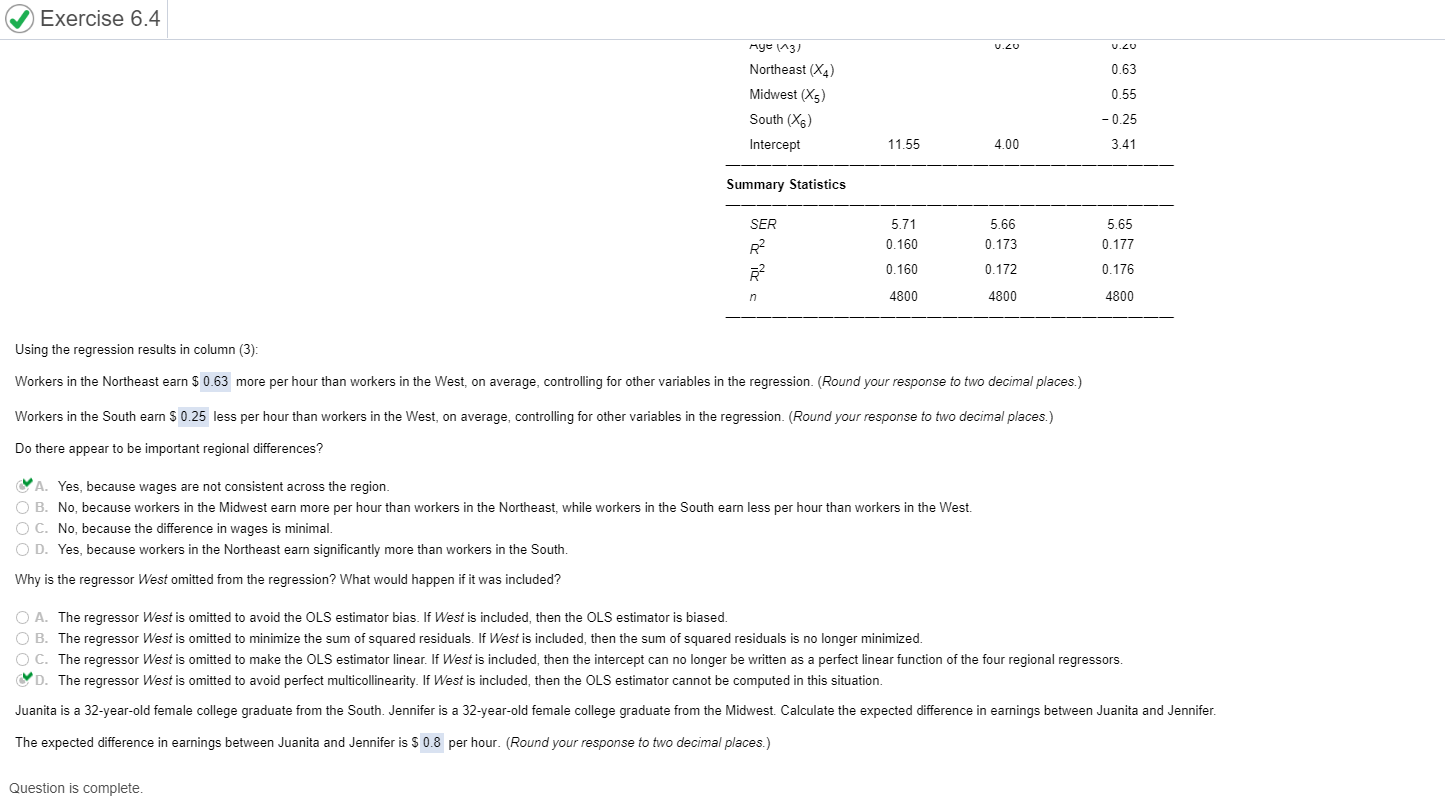 Exercise 6.4
Age (X3) 0.26 0.26
Northeast (X4) 0.63
Midwest (X5) 0.55
South (X6) − 0.25
Intercept 11.55 4.00 3.41
Summary Statistics
SER 5.71 5.66 5.65
R² 0.160 0.173 0.177
R̅² 0.160 0.172 0.176
n 4800 4800 4800
Using the regression results in column (3):
Workers in the Northeast earn $ 0.63 more per hour than workers in the West, on average, controlling for other variables in the regression. (Round your response to two decimal places.)
Workers in the South earn $ 0.25 less per hour than workers in the West, on average, controlling for other variables in the regression. (Round your response to two decimal places.)
Do there appear to be important regional differences?
A. Yes, because wages are not consistent across the region.
B. No, because workers in the Midwest earn more per hour than workers in the Northeast, while workers in the South earn less per hour than workers in the West.
C. No, because the difference in wages is minimal.
D. Yes, because workers in the Northeast earn significantly more than workers in the South.
Why is the regressor West omitted from the regression? What would happen if it was included?
A. The regressor West is omitted to avoid the OLS estimator bias. If West is included, then the OLS estimator is biased.
B. The regressor West is omitted to minimize the sum of squared residuals. If West is included, then the sum of squared residuals is no longer minimized.
C. The regressor West is omitted to make the OLS estimator linear. If West is included, then the intercept can no longer be written as a perfect linear function of the four regional regressors.
D. The regressor West is omitted to avoid perfect multicollinearity. If West is included, then the OLS estimator cannot be computed in this situation.
Juanita is a 32-year-old female college graduate from the South. Jennifer is a 32-year-old female college graduate from the Midwest. Calculate the expected difference in earnings between Juanita and Jennifer.
The expected difference in earnings between Juanita and Jennifer is $ 0.8 per hour. (Round your response to two decimal places.)
Question is complete.